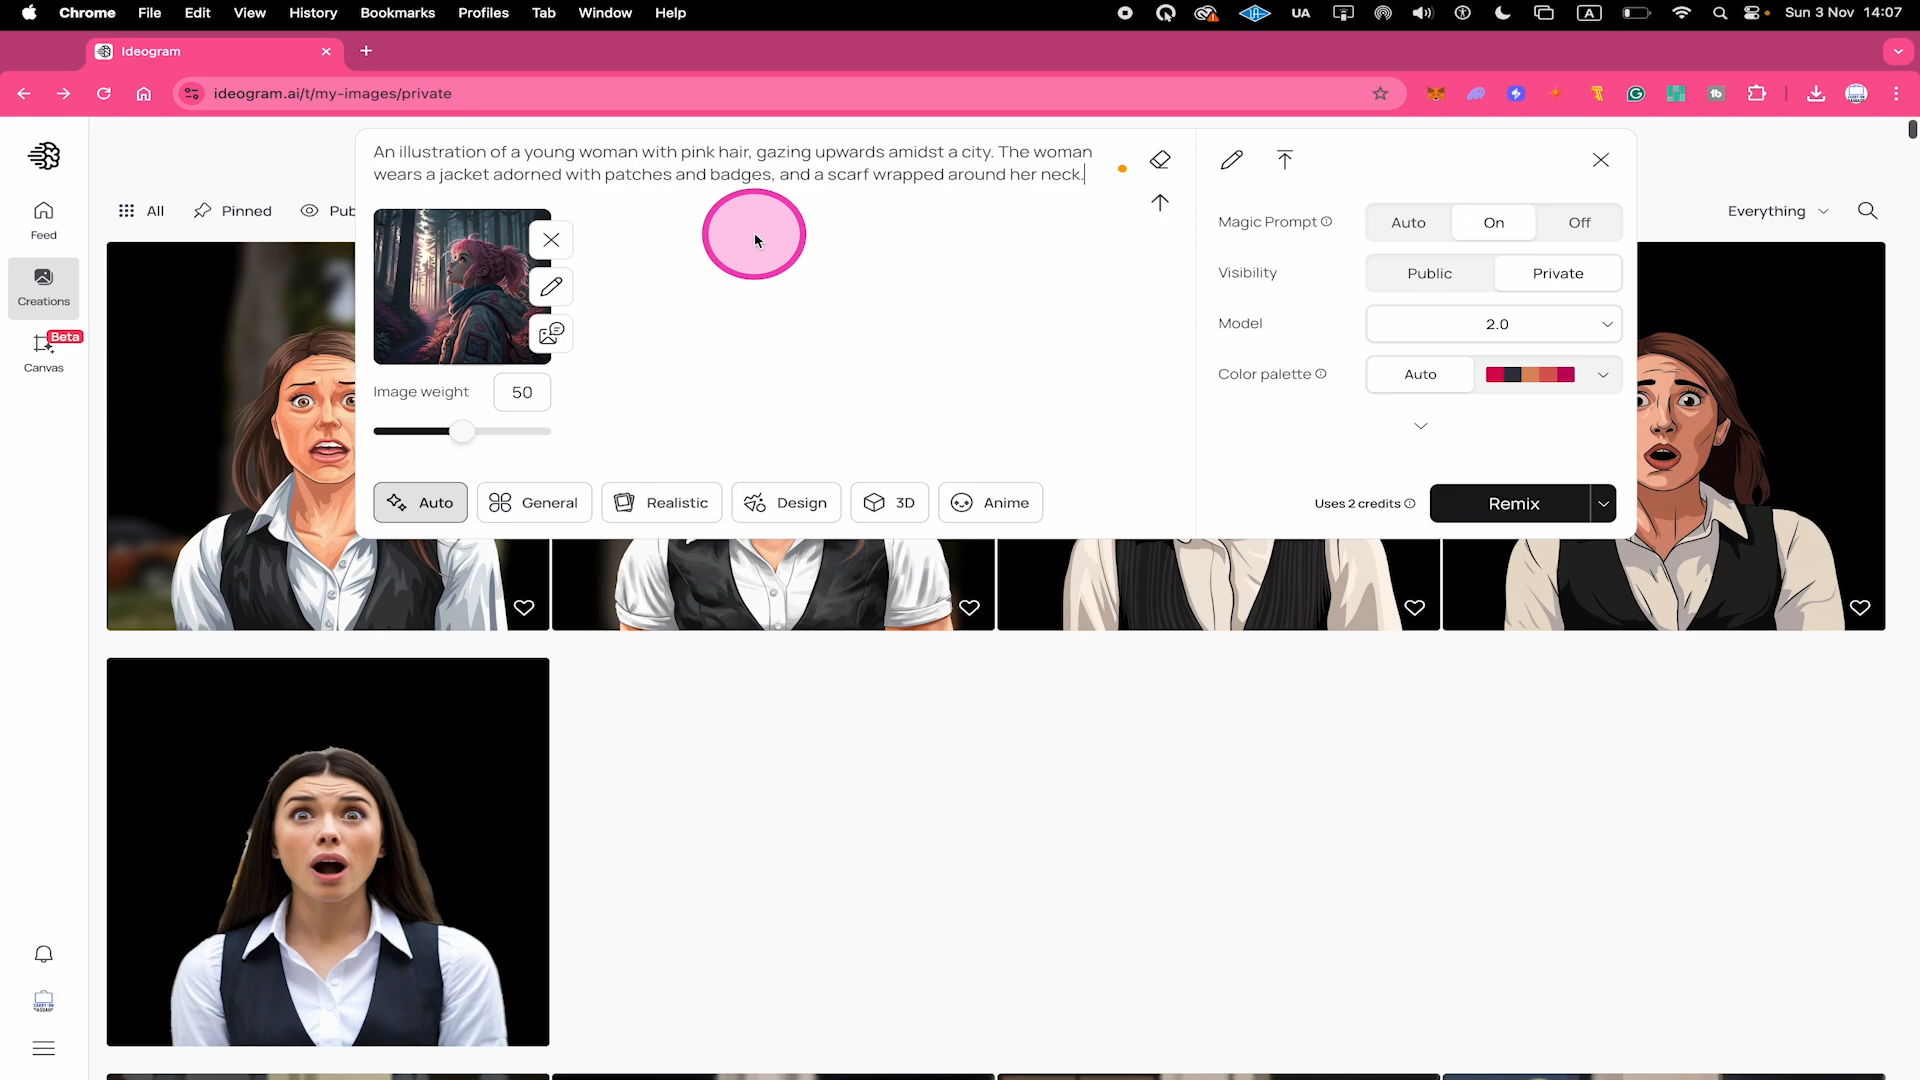 Chrome File Edit View History Bookmarks Profiles Tab Window Help
UA
A
Sun 3 Nov 14:07
Ideogram
ideogram.ai/t/my-images/private
An illustration of a young woman with pink hair, gazing upwards amidst a city. The woman
wears a jacket adorned with patches and badges, and a scarf wrapped around her neck.
All
Pinned
Pub
Everything
Feed
Creations
Beta
Canvas
Image weight 50
Auto
General
Realistic
Design
3D
Anime
Magic Prompt Auto On Off
Visibility Public Private
Model 2.0
Color palette Auto
Uses 2 credits
Remix